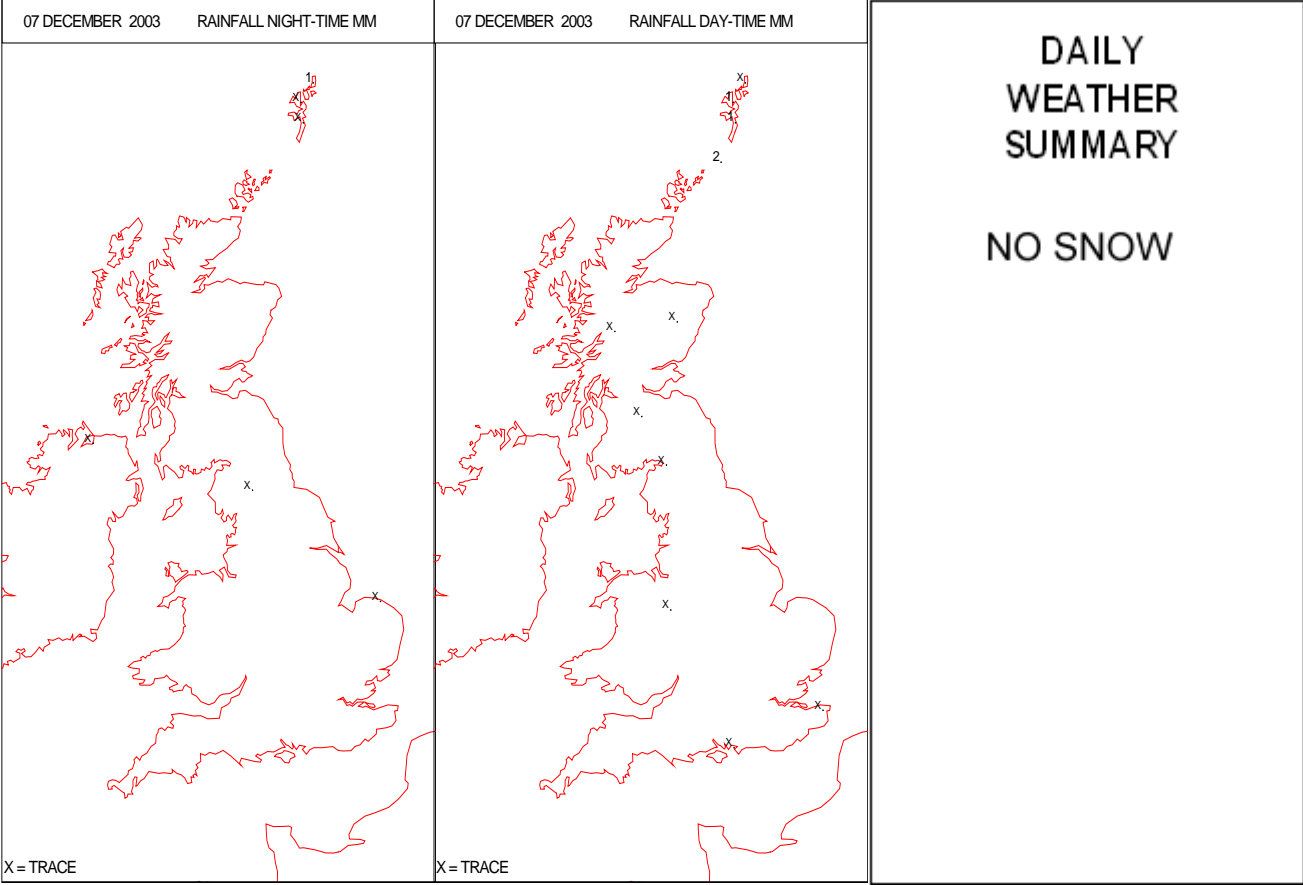 07 DECEMBER 2003 RAINFALL NIGHT-TIME MM
1.
X.
X.
X
X.
X.
X = TRACE
07 DECEMBER 2003 RAINFALL DAY-TIME MM
X
1
1.
2.
X.
X.
X.
X.
X.
X.
X.
X = TRACE
DAILY
WEATHER
SUMMARY
NO SNOW